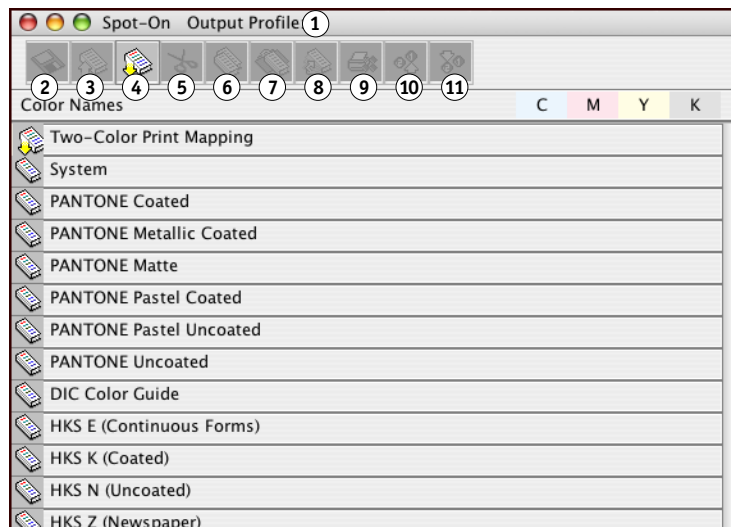 Spot-On Output Profile 1
2 3 4 5 6 7 8 9 10 11
Color Names C M Y K
Two-Color Print Mapping
System
PANTONE Coated
PANTONE Metallic Coated
PANTONE Matte
PANTONE Pastel Coated
PANTONE Pastel Uncoated
PANTONE Uncoated
DIC Color Guide
HKS E (Continuous Forms)
HKS K (Coated)
HKS N (Uncoated)
HKS Z (Newspaper)